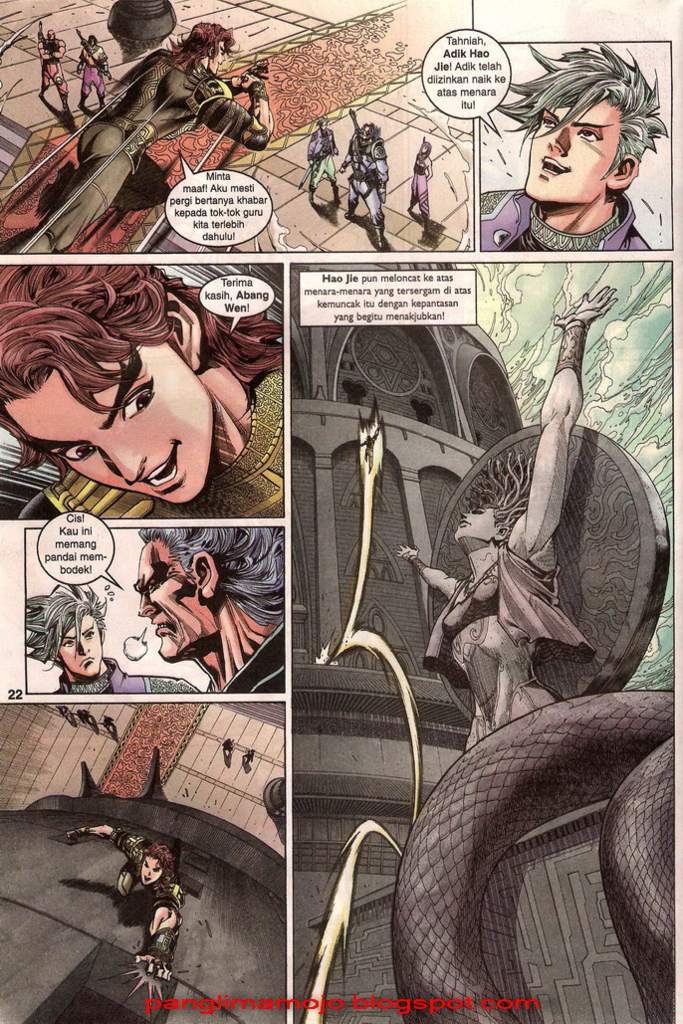 Tahniah,
Adik Hao
Jie! Adik telah
diizinkan naik ke
atas menara
itu!
Minta
maaf! Aku mesti
pergi bertanya khabar
kepada tok-tok guru
kita terlebih
dahulu!
Terima
kasih, Abang
Wen!
Hao Jie pun meloncat ke atas
menara-menara yang tersergam di atas
kemuncak itu dengan kepantasan
yang begitu menakjubkan!
Cis!
Kau ini
memang
pandai mem-
bodek!
22
panglimamojo.blogspot.com